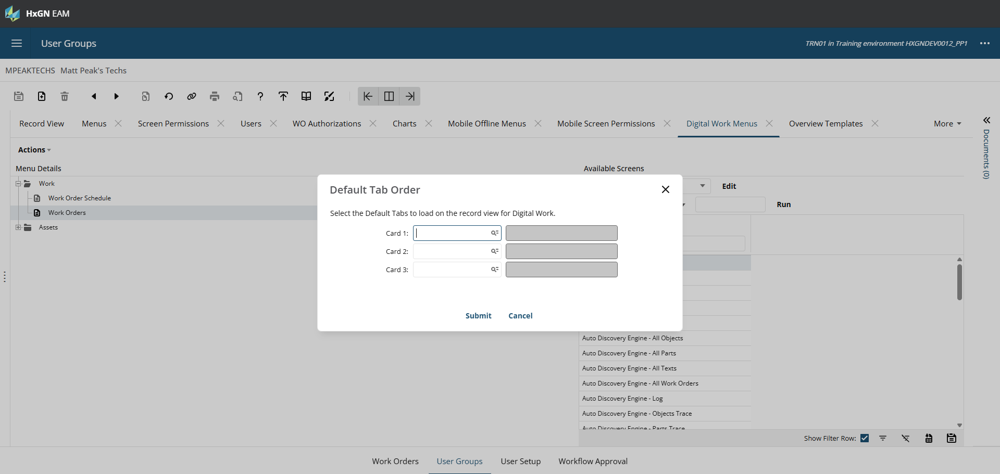 HxGN EAM
User Groups
TRN01 in Training environment HXGNDEV0012_PP1
MPEAKTECHS Matt Peak's Techs
Record View
Menus
Screen Permissions
Users
WO Authorizations
Charts
Mobile Offline Menus
Mobile Screen Permissions
Digital Work Menus
Overview Templates
More
Documents (0)
Actions
Menu Details
Work
Work Order Schedule
Work Orders
Assets
Available Screens
Edit
Run
Default Tab Order
Select the Default Tabs to load on the record view for Digital Work.
Card 1:
Card 2:
Card 3:
Submit
Cancel
Auto Discovery Engine - All Objects
Auto Discovery Engine - All Parts
Auto Discovery Engine - All Texts
Auto Discovery Engine - All Work Orders
Auto Discovery Engine - Log
Auto Discovery Engine - Objects Trace
Auto Discovery Engine - Parts Trace
Show Filter Row:
Work Orders
User Groups
User Setup
Workflow Approval